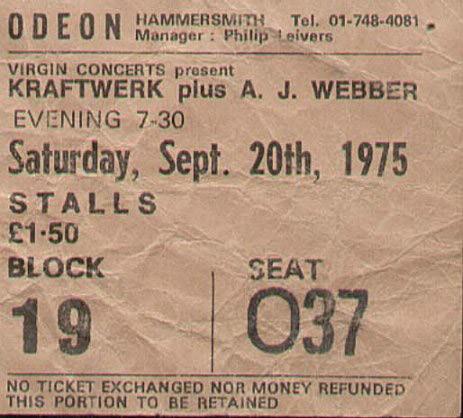 ODEON HAMMERSMITH Tel. 01-748-4081
Manager : Philip Leivers
VIRGIN CONCERTS present
KRAFTWERK plus A. J. WEBBER
EVENING 7-30
Saturday, Sept. 20th, 1975
STALLS
£1·50
BLOCK SEAT
19 O37
NO TICKET EXCHANGED NOR MONEY REFUNDED
THIS PORTION TO BE RETAINED